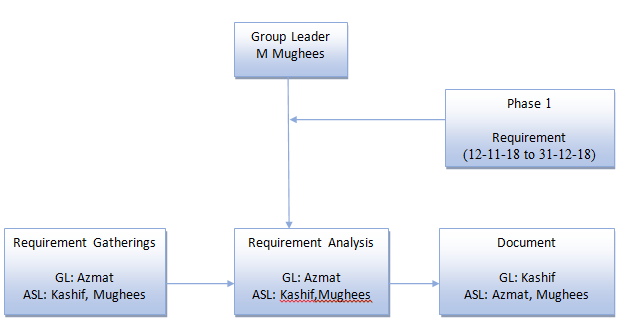 Group Leader
M Mughees
Phase 1
Requirement
(12-11-18 to 31-12-18)
Requirement Gatherings
GL: Azmat
ASL: Kashif, Mughees
Requirement Analysis
GL: Azmat
ASL: Kashif,Mughees
Document
GL: Kashif
ASL: Azmat, Mughees